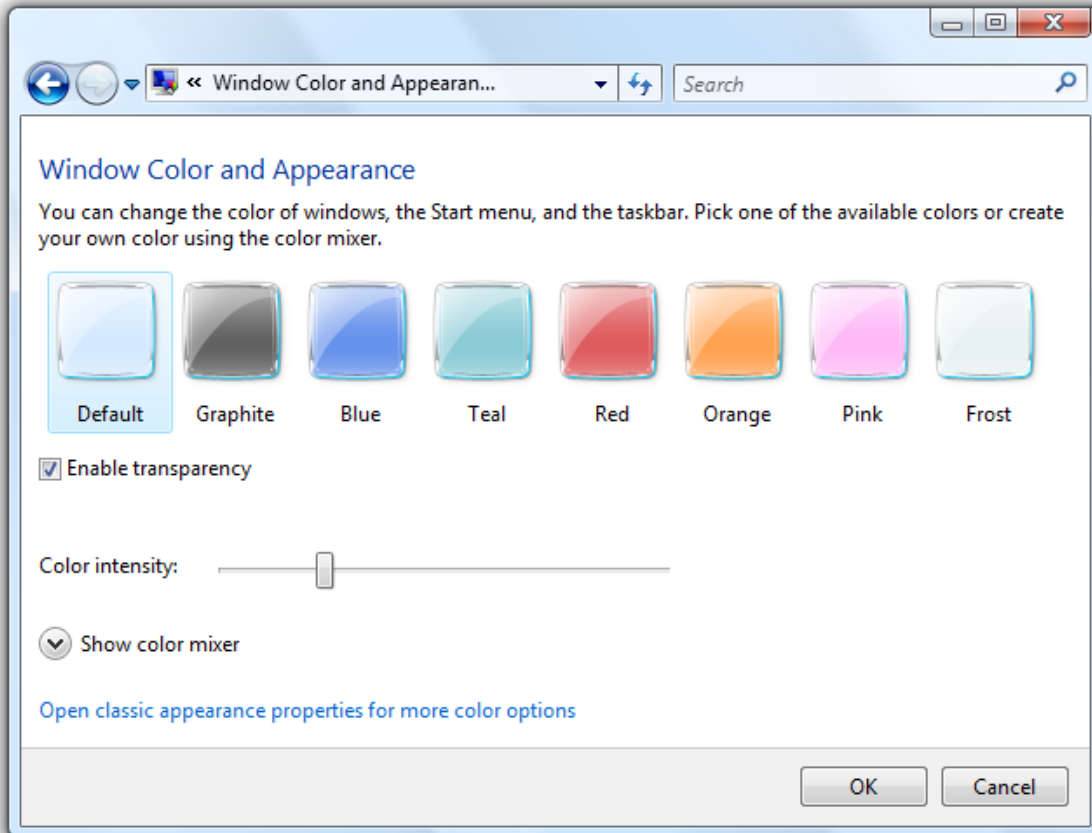 « Window Color and Appearan...
Search
Window Color and Appearance
You can change the color of windows, the Start menu, and the taskbar. Pick one of the available colors or create
your own color using the color mixer.
Default Graphite Blue Teal Red Orange Pink Frost
Enable transparency
Color intensity:
Show color mixer
Open classic appearance properties for more color options
OK Cancel